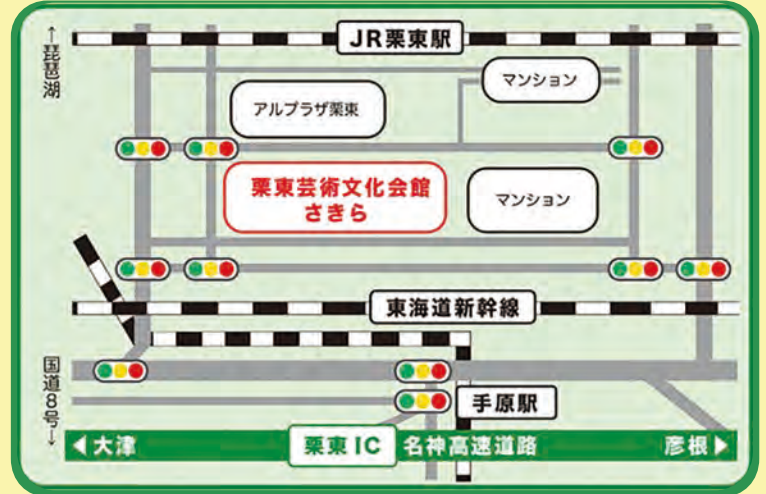 ↑琵琶湖
JR栗東駅
マンション
アルプラザ栗東
栗東芸術文化会館
さきら
マンション
東海道新幹線
国道8号↓
手原駅
◀大津
栗東IC
名神高速道路
彦根▶